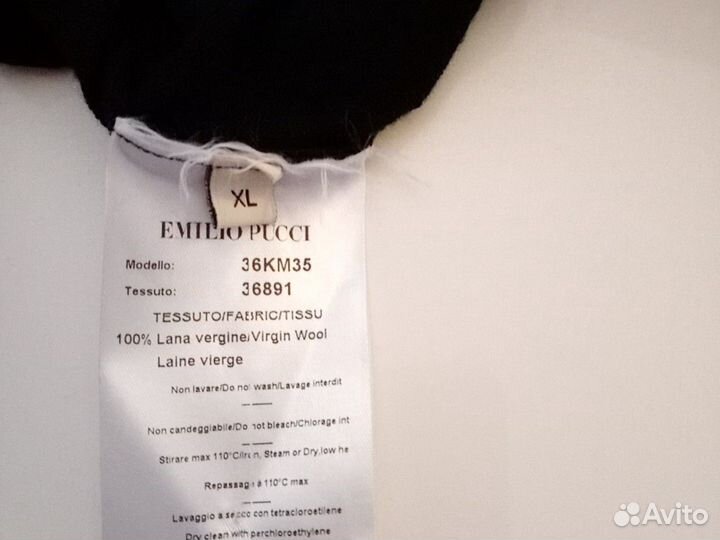 XL
EMILIO PUCCI
Modello: 36KM35
Tessuto: 36891
TESSUTO/FABRIC/TISSU
100% Lana vergine/Virgin Wool
Laine vierge
Non lavare/Do not wash/Lavage interdit
Non candeggiabile/Do not bleach/Chlorage int
Stirare max 110°C/Iron, Steam or Dry, low he
Repassage à 110°C max
Lavaggio a secco con tetracloroetilene
Dry clean with perchloroethylene
Avito